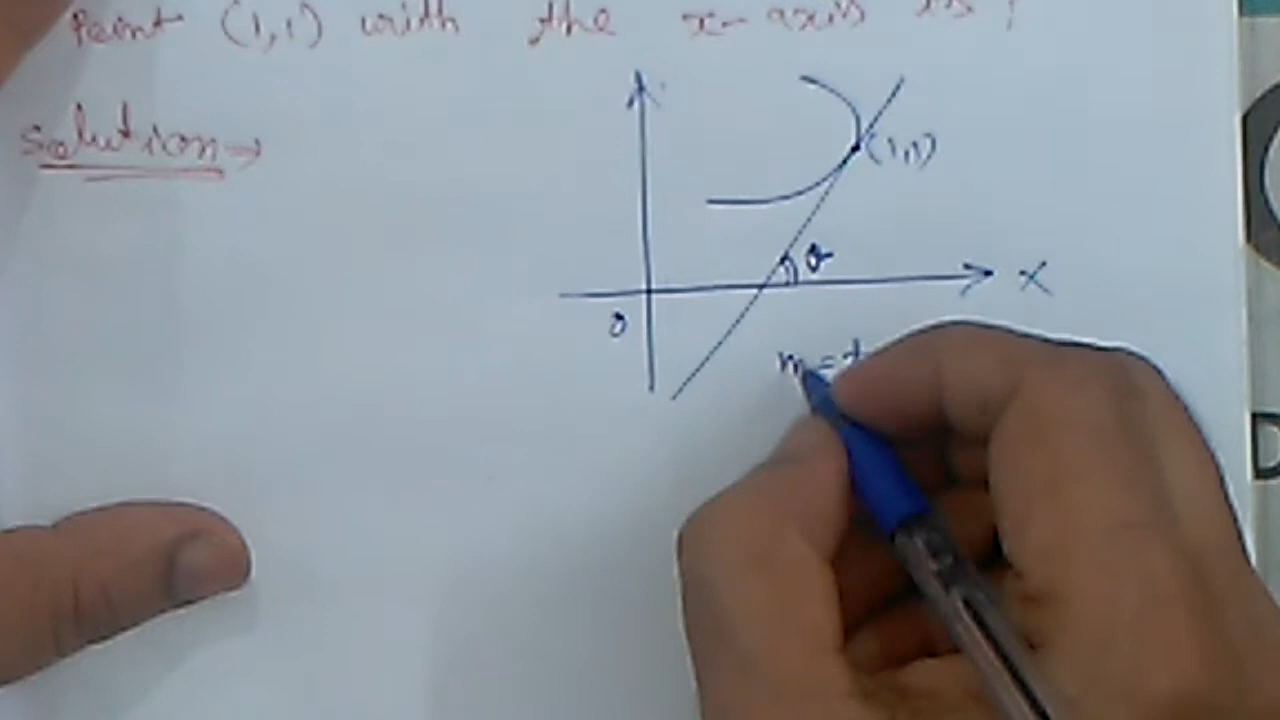 Point (1,1) with the x-axis is ?
Solution →
(1,1)
θ
X
0
m = t